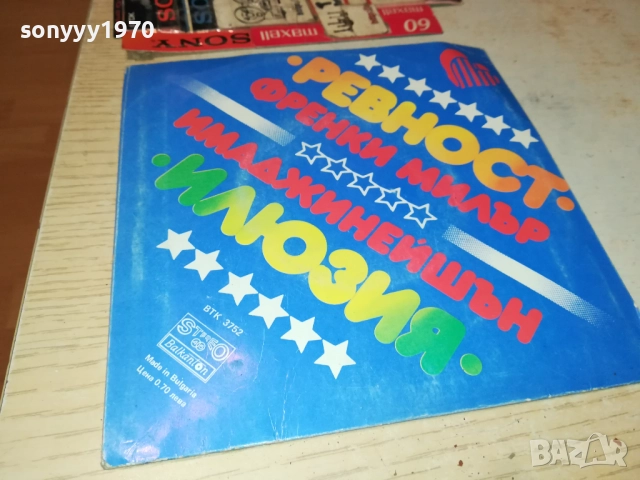 sonyyy1970
60
maxell
SONY
•РЕВНОСТ•
ФРЕНКИ МИЛЪР
ИМАДЖИНЕЙШЪН
•ИЛЮЗИЯ•
ВТК 3752
STEREO
Balkanton
Made in Bulgaria
Цена 0.70 лева
BAZAR